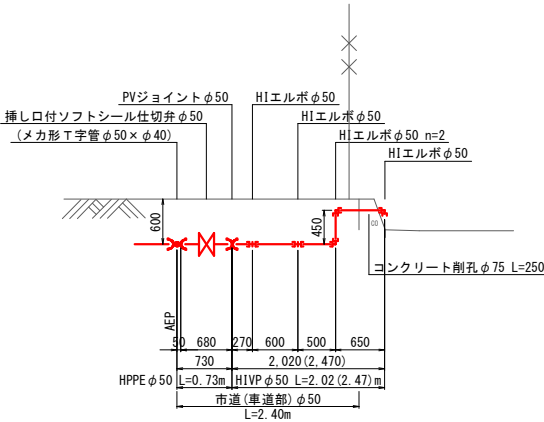 PVジョイントφ50
HIエルボφ50
挿し口付ソフトシール仕切弁φ50
HIエルボφ50
(メカ形T字管φ50×φ40)
HIエルボφ50 n=2
HIエルボφ50
600
450
CO
コンクリート削孔φ75 L=250
AEP
50
680
270
600
500
650
730
2,020(2,470)
HPPEφ50
L=0.73m
HIVPφ50 L=2.02(2.47)m
市道(車道部)φ50
L=2.40m